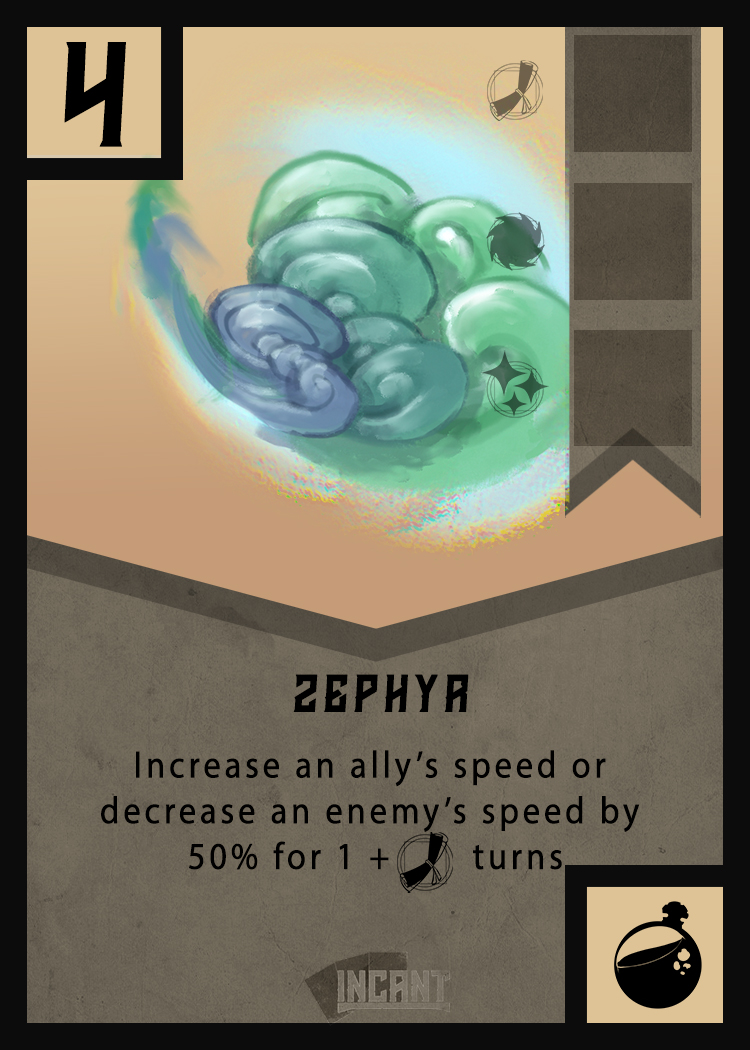 4
ZEPHYR
Increase an ally's speed or
decrease an enemy's speed by
50% for 1 + turns
INCANT